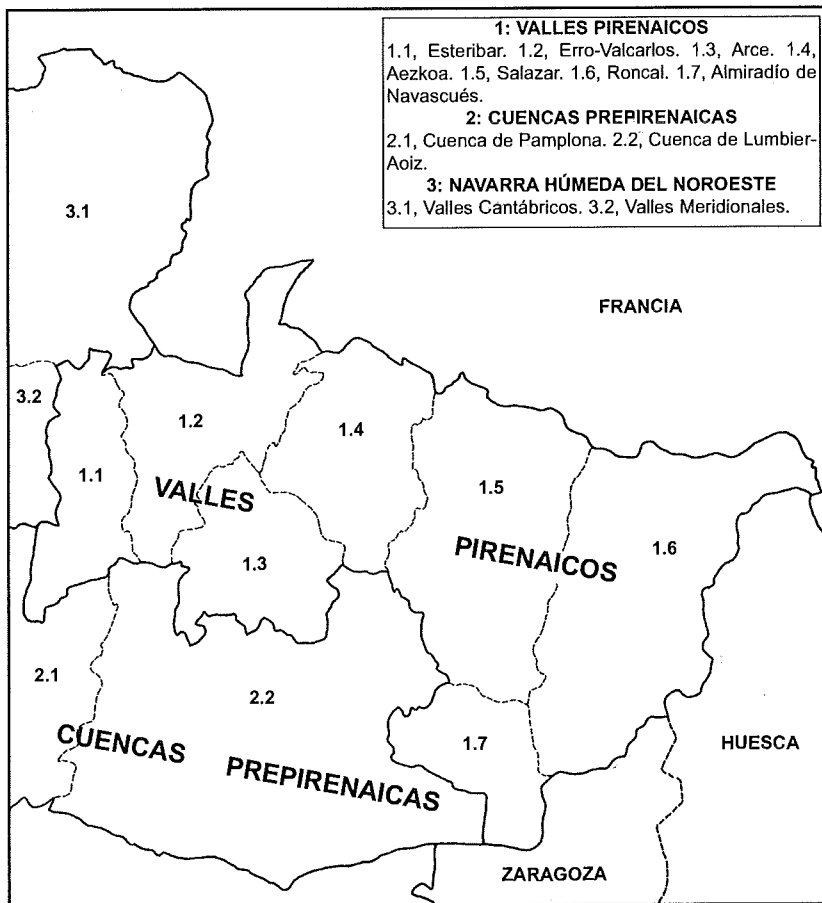 1: VALLES PIRENAICOS
1.1, Esteribar. 1.2, Erro-Valcarlos. 1.3, Arce. 1.4,
Aezkoa. 1.5, Salazar. 1.6, Roncal. 1.7, Almiradío de
Navascués.
2: CUENCAS PREPIRENAICAS
2.1, Cuenca de Pamplona. 2.2, Cuenca de Lumbier-
Aoiz.
3: NAVARRA HÚMEDA DEL NOROESTE
3.1, Valles Cantábricos. 3.2, Valles Meridionales.
3.1
FRANCIA
3.2
1.2
1.4
1.1
VALLES
1.5
1.3
PIRENAICOS
1.6
2.1
2.2
CUENCAS PREPIRENAICAS
1.7
HUESCA
ZARAGOZA